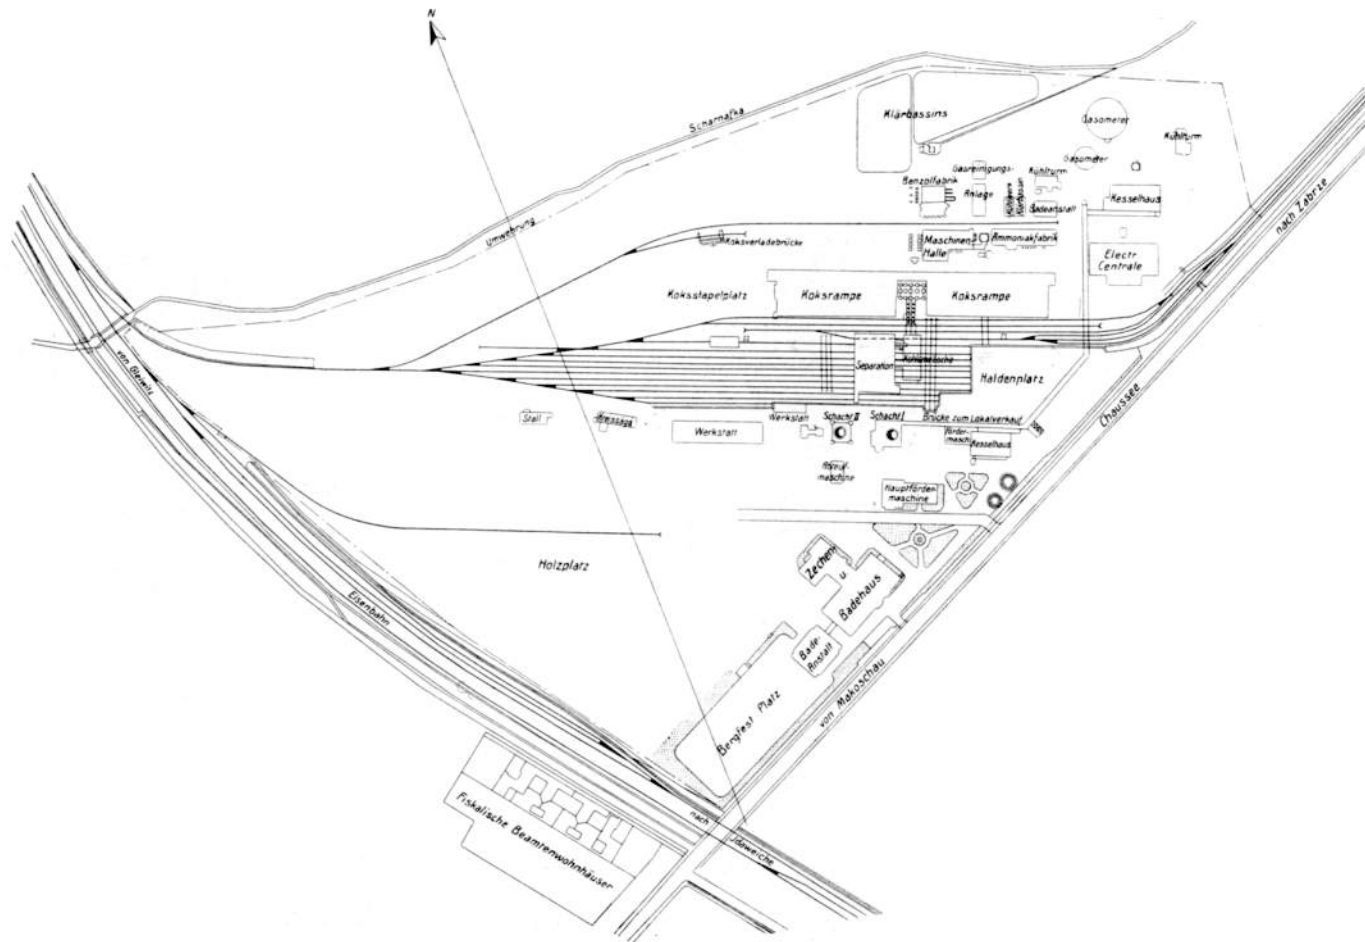 N
Scharnafka
Umwehrung
Klärbassins
Gasometer
Gasometer
Kühlturm
Gasreinigungs-
Anlage
Kühlturm
Benzolfabrik
Badeanstalt
Kesselhaus
Koksverladebrücke
Maschinen
Halle
Ammoniakfabrik
Electr
Centrale
nach Zabrze
Koksstapelplatz
Koksrampe
Koksrampe
Separation
Haldenplatz
von Gleiwitz
Chaussee
Stall
Werkstatt
Werkstatt
Schacht II
Schacht I
Brücke zum Lokalverkauf
Förder-
masch
Kesselhaus
Hauptförder
maschine
Holzplatz
Zechen-
u
Badehaus
Bade-
Anstalt
Eisenbahn
Bergfest Platz
von Makoschau
Fiskalische Beamtenwohnhäuser
nach
Idaweiche